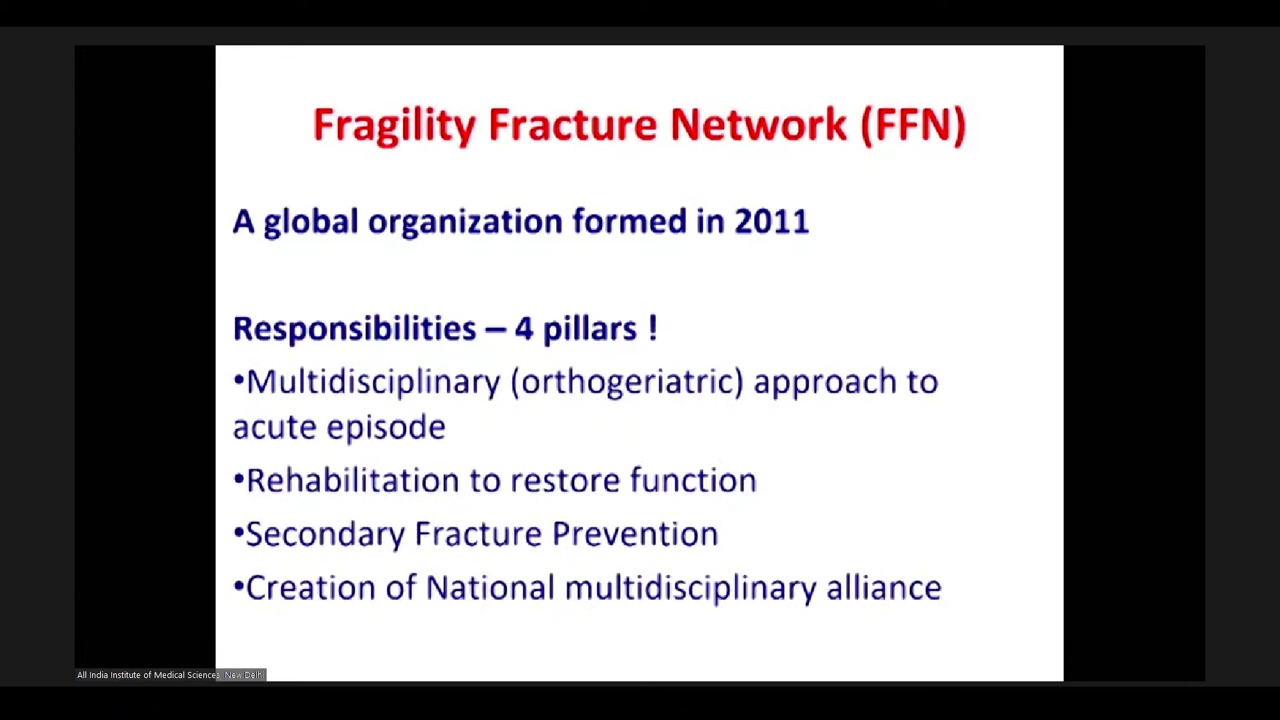 Fragility Fracture Network (FFN)
A global organization formed in 2011
Responsibilities – 4 pillars !
•Multidisciplinary (orthogeriatric) approach to
acute episode
•Rehabilitation to restore function
•Secondary Fracture Prevention
•Creation of National multidisciplinary alliance
All India Institute of Medical Sciences New Delhi